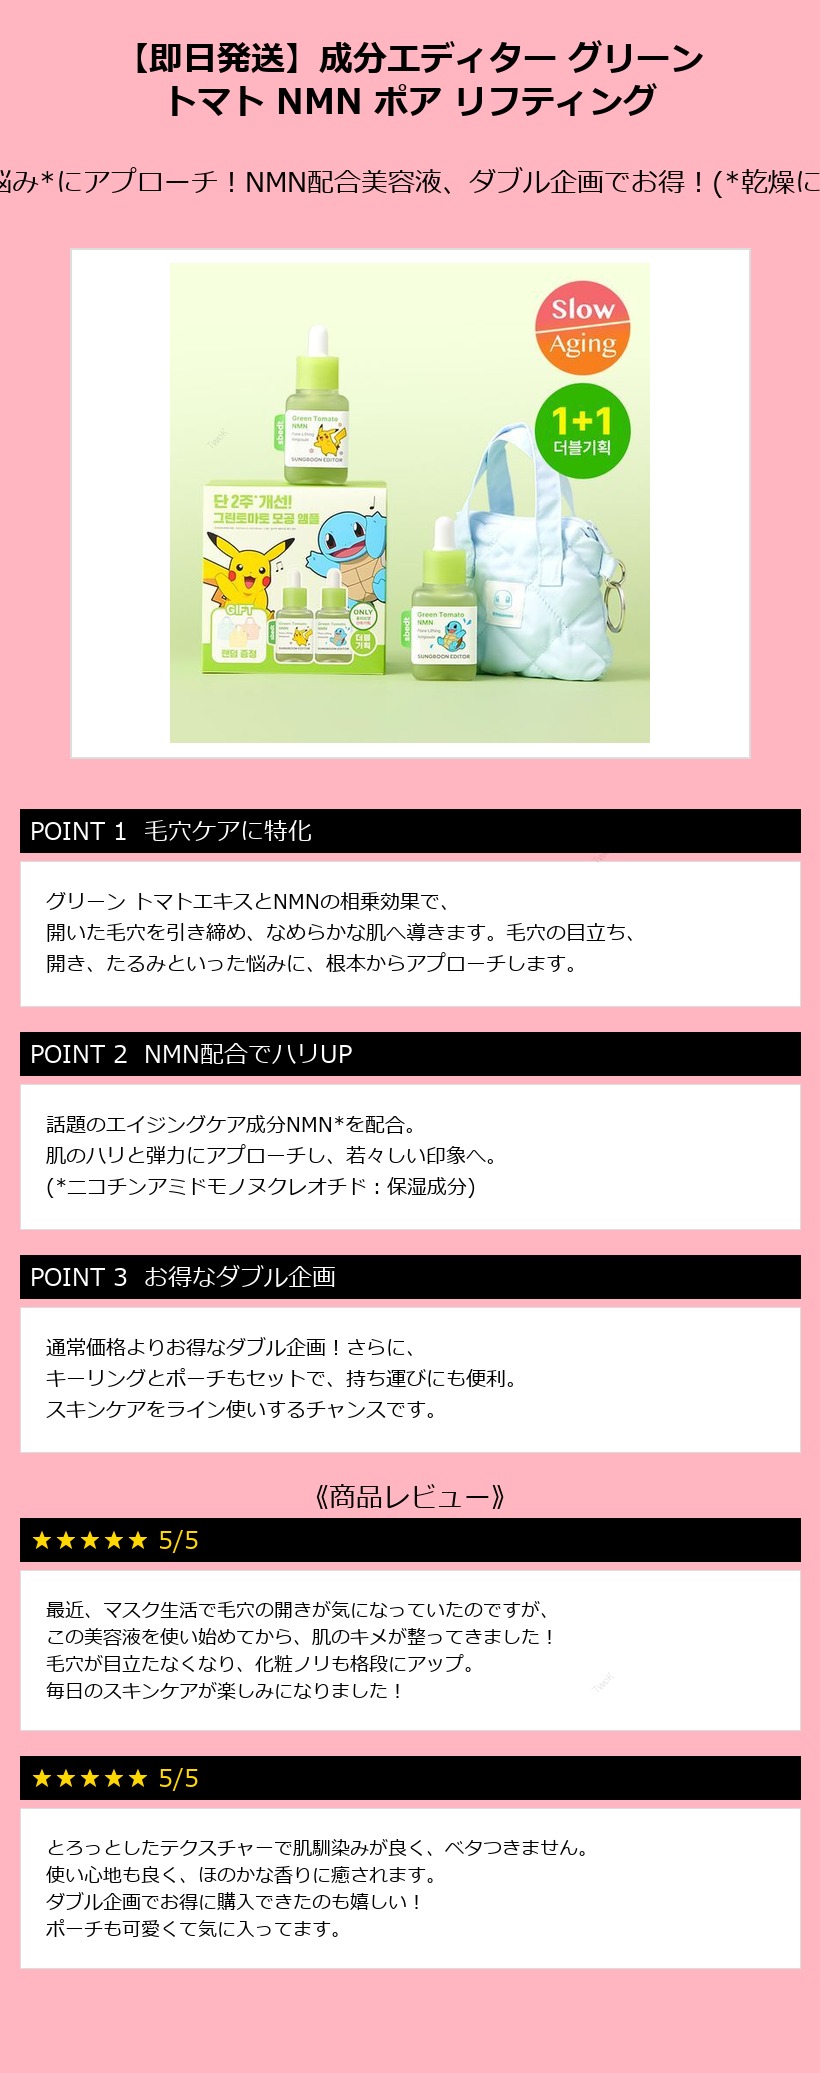 【即日発送】成分エディター グリーン
トマト NMN ポア リフティング
み*にアプローチ！NMN配合美容液、ダブル企画でお得！(*乾燥に
Slow
Aging
1+1
더블기획
Green Tomato
NMN
Pore Lifting
Ampoule
sbedi:
SUNGBOON EDITOR
단 2주*개선!
그린토마토 모공 앰플
GIFT
랜덤 증정
ONLY
더블
기획
Green Tomato
NMN
Pore Lifting
Ampoule
sbedi:
SUNGBOON EDITOR
POINT 1 毛穴ケアに特化
グリーン トマトエキスとNMNの相乗効果で、
開いた毛穴を引き締め、なめらかな肌へ導きます。毛穴の目立ち、
開き、たるみといった悩みに、根本からアプローチします。
POINT 2 NMN配合でハリUP
話題のエイジングケア成分NMN*を配合。
肌のハリと弾力にアプローチし、若々しい印象へ。
(*ニコチンアミドモノヌクレオチド：保湿成分)
POINT 3 お得なダブル企画
通常価格よりお得なダブル企画！さらに、
キーリングとポーチもセットで、持ち運びにも便利。
スキンケアをライン使いするチャンスです。
《商品レビュー》
★★★★★ 5/5
最近、マスク生活で毛穴の開きが気になっていたのですが、
この美容液を使い始めてから、肌のキメが整ってきました！
毛穴が目立たなくなり、化粧ノリも格段にアップ。
毎日のスキンケアが楽しみになりました！
★★★★★ 5/5
とろっとしたテクスチャーで肌馴染みが良く、ベタつきません。
使い心地も良く、ほのかな香りに癒されます。
ダブル企画でお得に購入できたのも嬉しい！
ポーチも可愛くて気に入ってます。